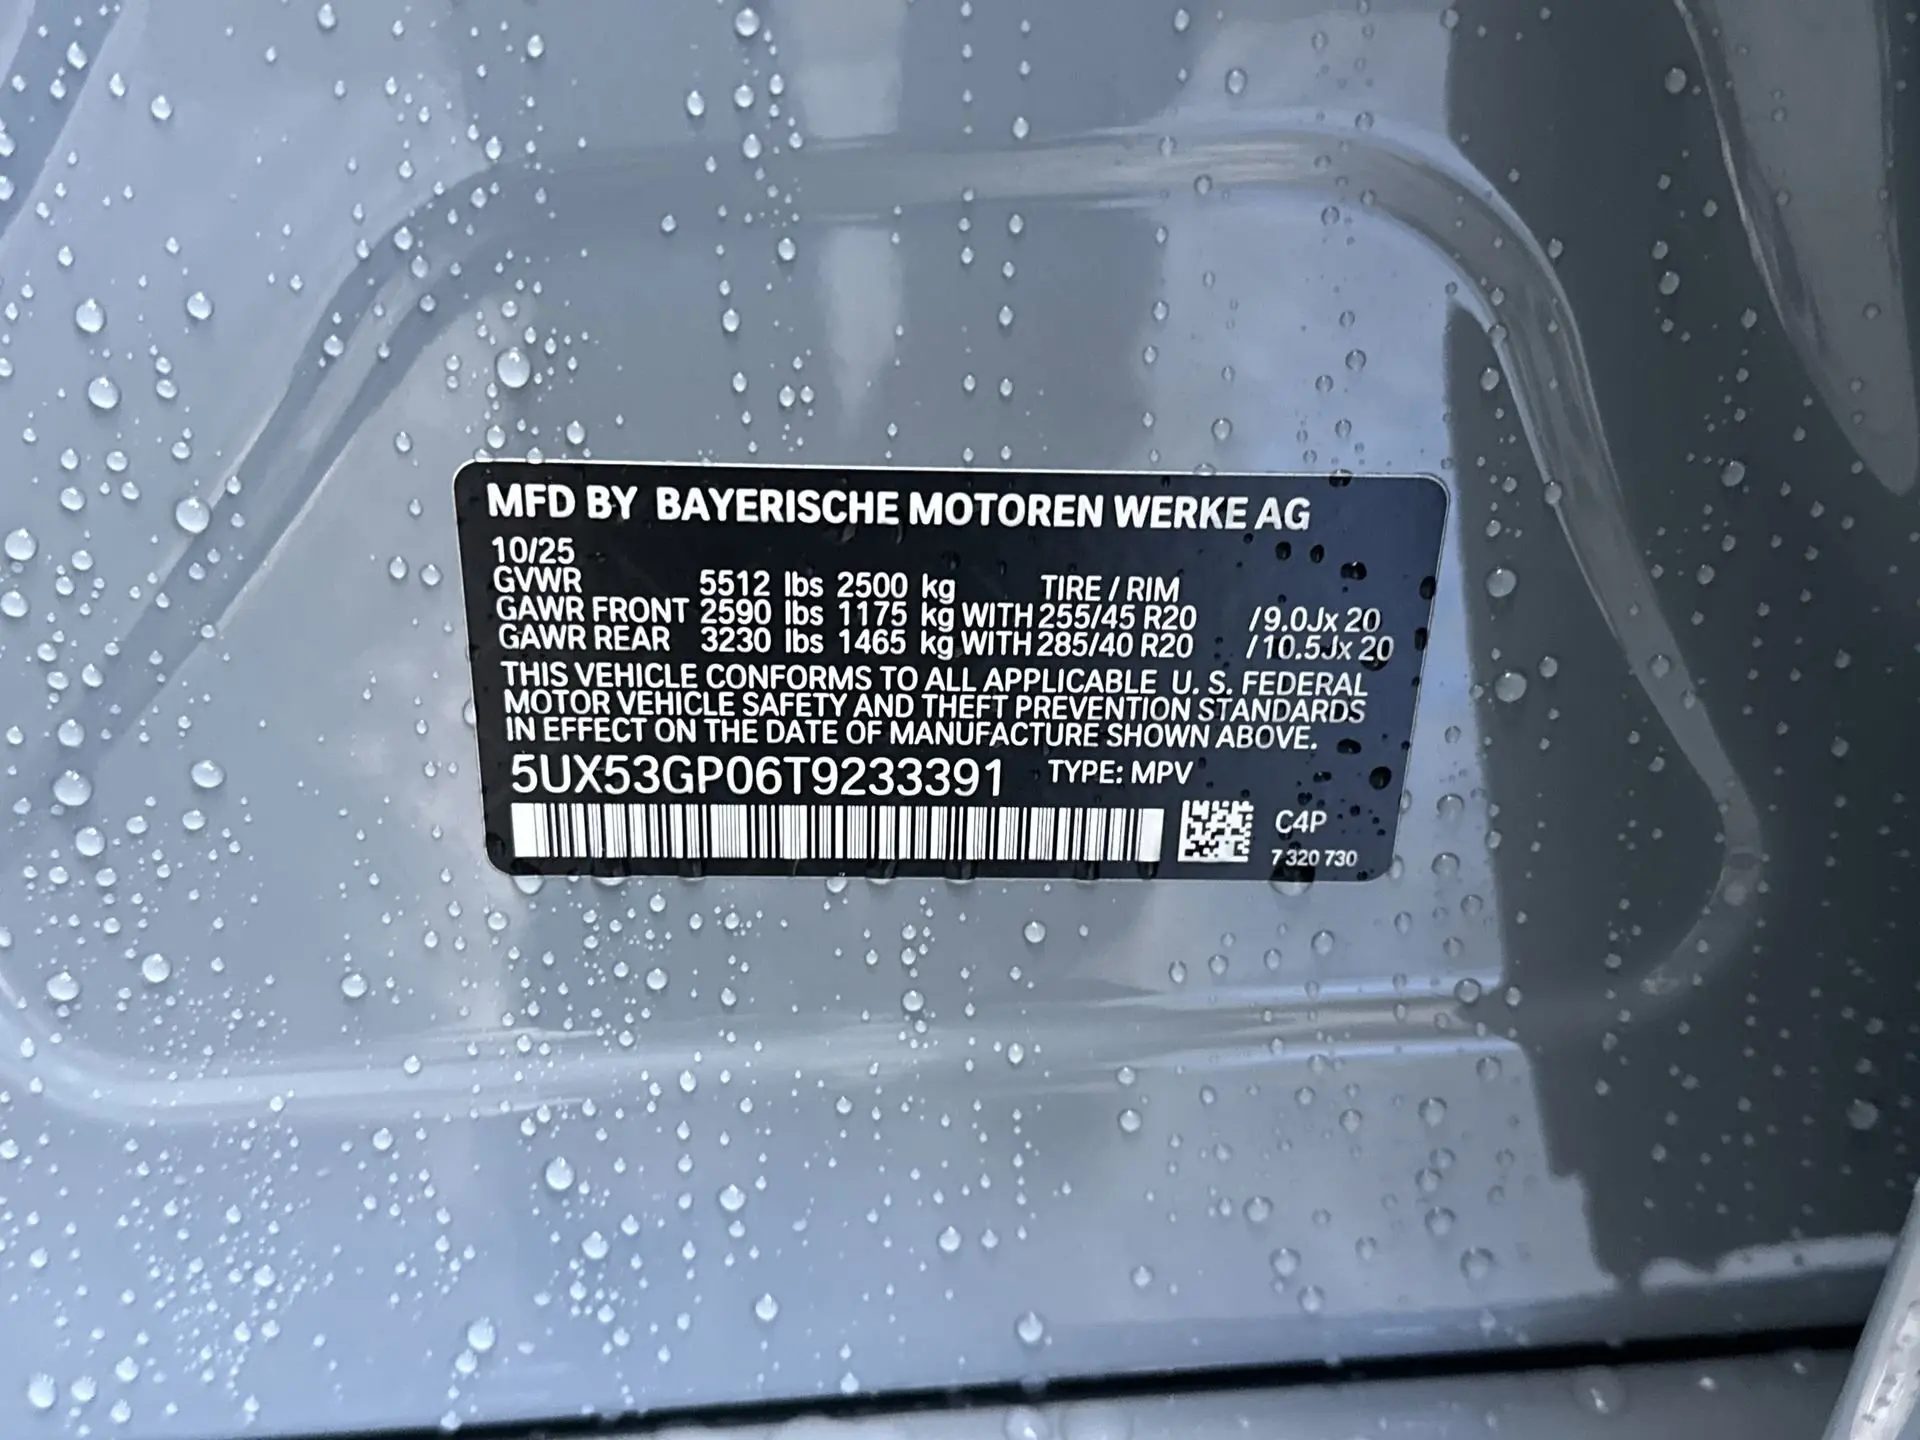 MFD BY BAYERISCHE MOTOREN WERKE AG
10/25
GVWR 5512 lbs 2500 kg TIRE / RIM
GAWR FRONT 2590 lbs 1175 kg WITH 255/45 R20 /9.0Jx 20
GAWR REAR 3230 lbs 1465 kg WITH 285/40 R20 /10.5Jx 20
THIS VEHICLE CONFORMS TO ALL APPLICABLE U. S. FEDERAL
MOTOR VEHICLE SAFETY AND THEFT PREVENTION STANDARDS
IN EFFECT ON THE DATE OF MANUFACTURE SHOWN ABOVE.
5UX53GP06T9233391 TYPE: MPV
C4P
7 320 730